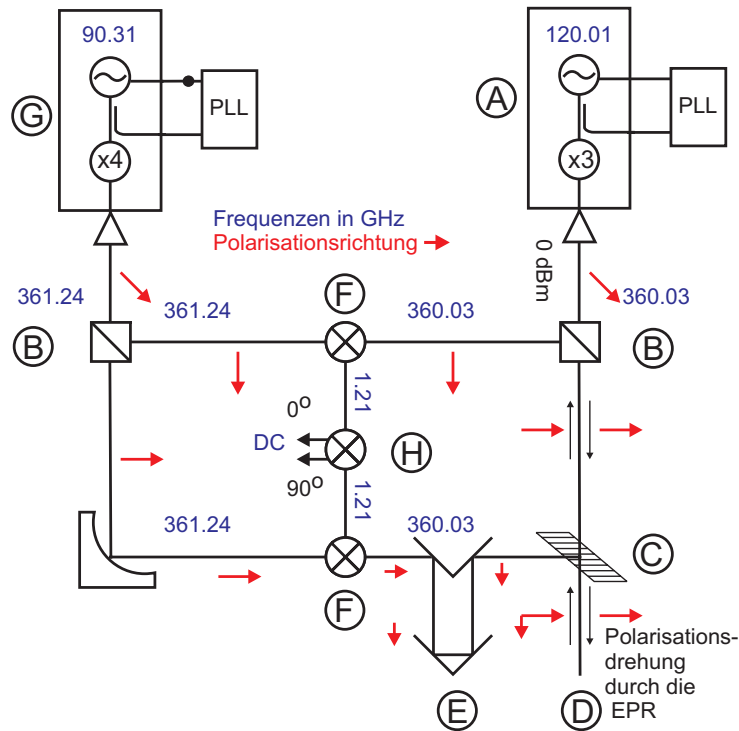 90.31
120.01
PLL
PLL
G
A
x4
x3
Frequenzen in GHz
Polarisationsrichtung
0 dBm
361.24
361.24
F
360.03
360.03
B
B
0°
1.21
DC
H
90°
1.21
361.24
360.03
C
F
Polarisations-
drehung
durch die
EPR
E
D